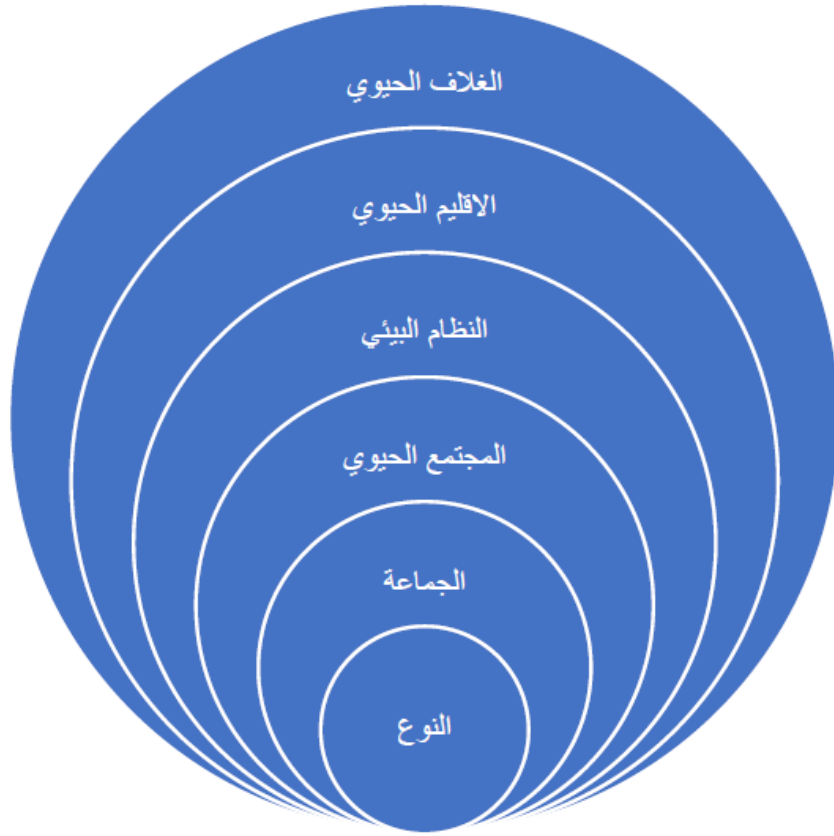 الغلاف الحيوي
الاقليم الحيوي
النظام البيئي
المجتمع الحيوي
الجماعة
النوع